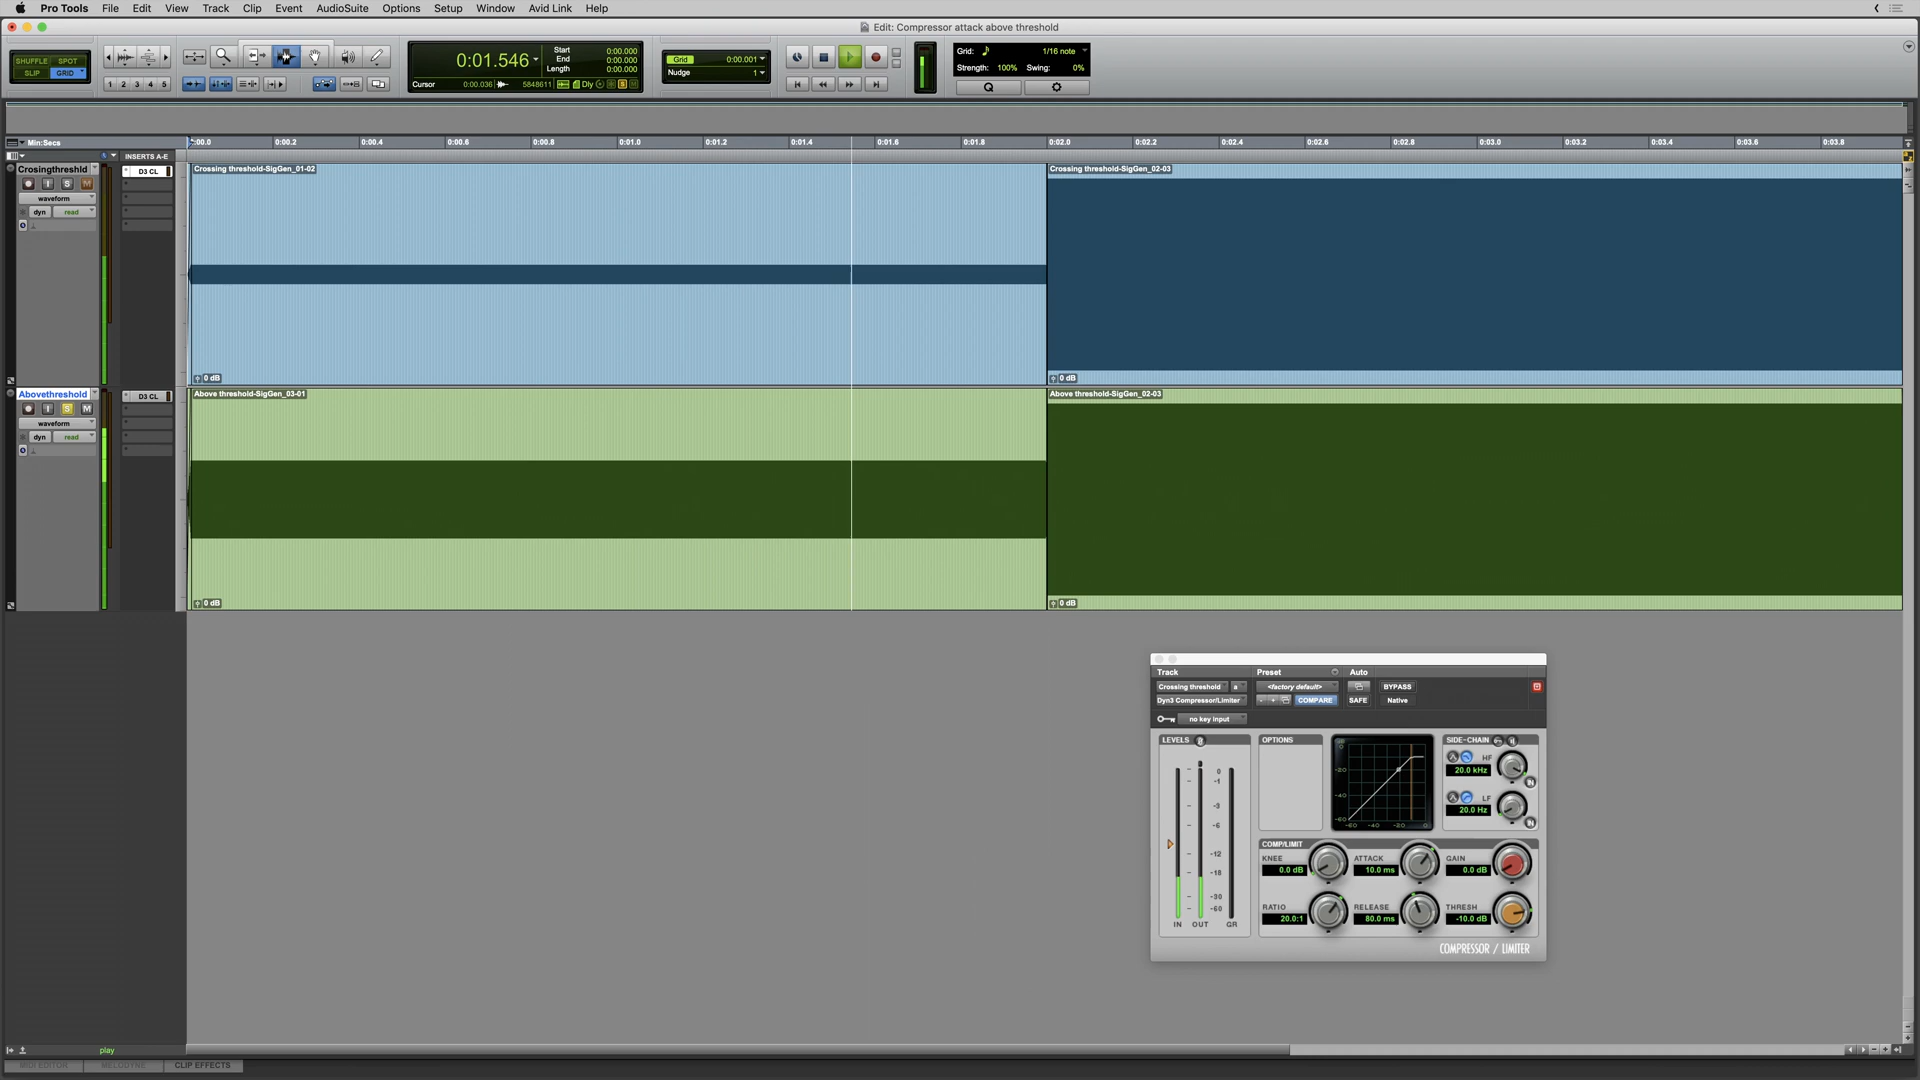 Pro Tools File Edit View Track Clip Event AudioSuite Options Setup Window Avid Link Help
Edit: Compressor attack above threshold
SHUFFLE SPOT
SLIP GRID
1 2 3 4 5
0:01.546
Start 0:00.000
End 0:00.000
Length 0:00.000
Cursor 0:00.036 5848611 Dly
Grid 0:00.001
Nudge 1
Grid: 1/16 note
Strength: 100% Swing: 0%
Q
Min:Secs
0:00.0 0:00.2 0:00.4 0:00.6 0:00.8 0:01.0 0:01.2 0:01.4 0:01.6 0:01.8 0:02.0 0:02.2 0:02.4 0:02.6 0:02.8 0:03.0 0:03.2 0:03.4 0:03.6 0:03.8
INSERTS A-E
Crosingthreshld
D3 CL
Crossing threshold-SigGen_01-02
Crossing threshold-SigGen_02-03
I S M
waveform
dyn read
0 dB
0 dB
Abovethreshold
D3 CL
Above threshold-SigGen_03-01
Above threshold-SigGen_02-03
I S M
waveform
dyn read
0 dB
0 dB
Track Preset Auto
Crossing threshold a <factory default> BYPASS
Dyn3 Compressor/Limiter - + COMPARE SAFE Native
no key input
LEVELS
OPTIONS
SIDE-CHAIN
HF
20.0 kHz
LF
20.0 Hz
IN
IN
0
-1
-3
-6
-12
-18
-30
-60
IN OUT GR
0
-20
-40
-60
-60 -40 -20 0
COMP/LIMIT
KNEE 0.0 dB
ATTACK 10.0 ms
GAIN 0.0 dB
RATIO 20.0:1
RELEASE 80.0 ms
THRESH -10.0 dB
COMPRESSOR / LIMITER
play
MIDI EDITOR MELODYNE CLIP EFFECTS